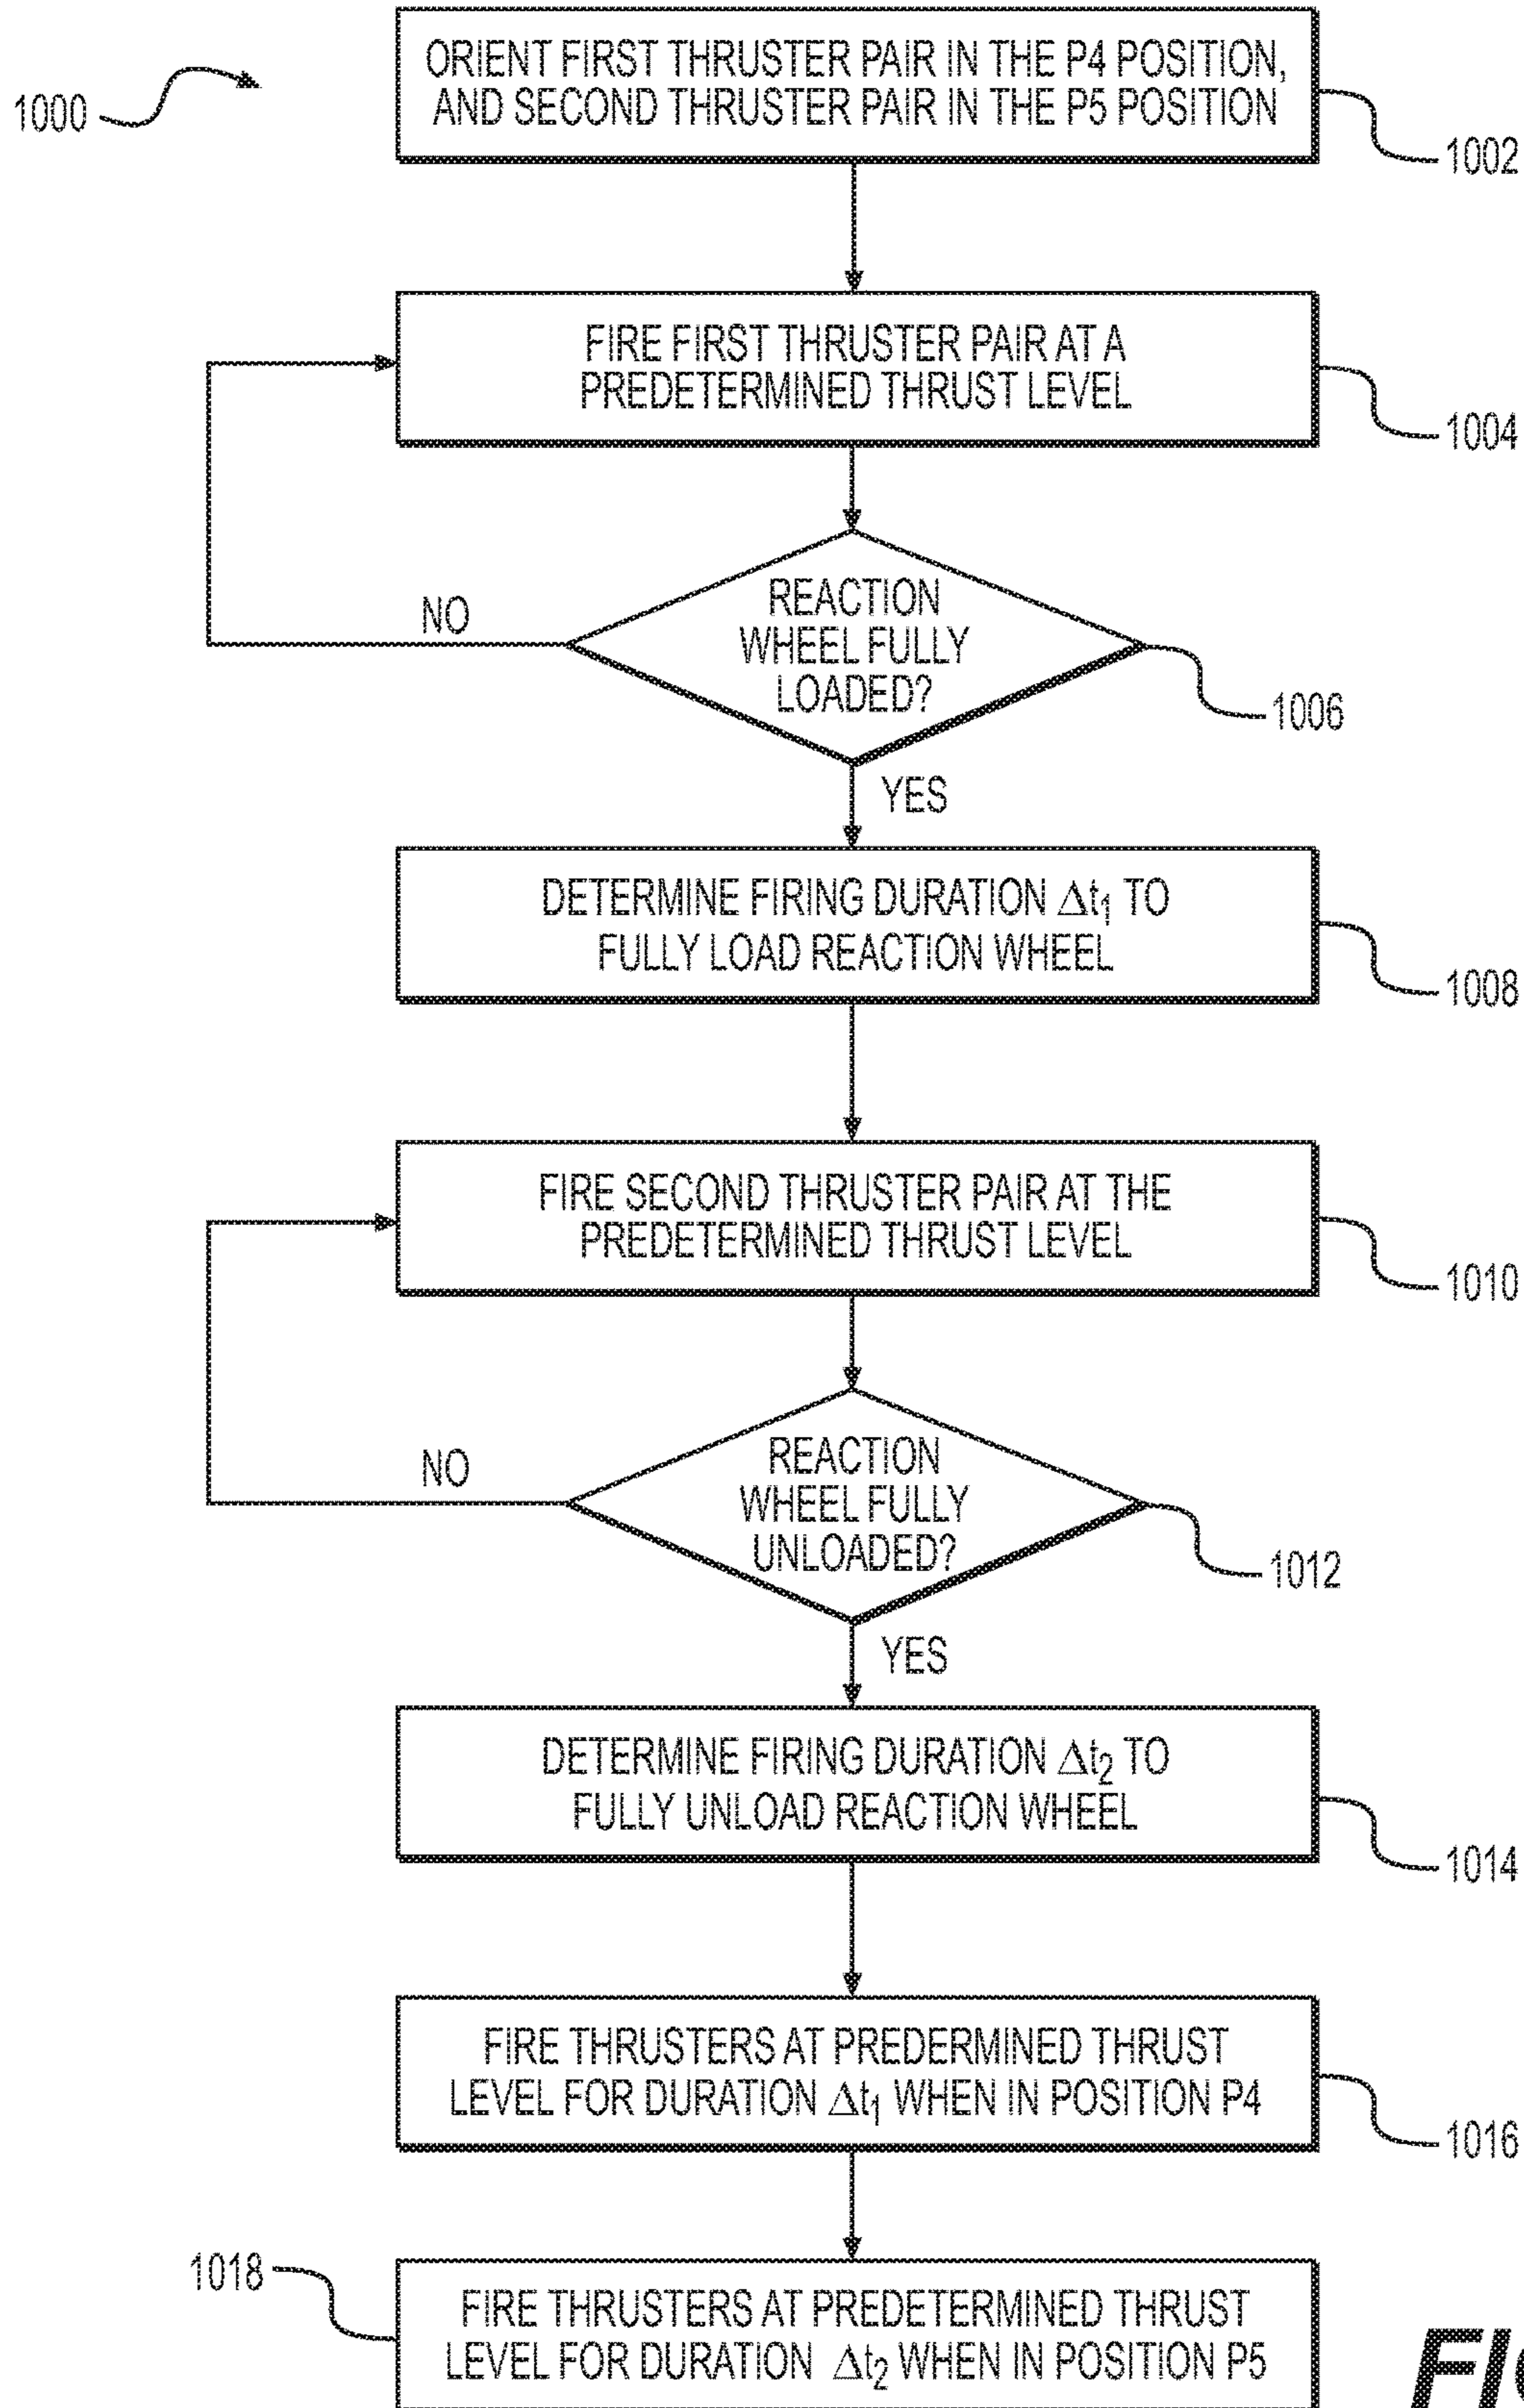 ORIENT FIRST THRUSTER PAIR IN THE P4 POSITION,
AND SECOND THRUSTER PAIR IN THE P5 POSITION
1000
1002
FIRE FIRST THRUSTER PAIR AT A
PREDETERMINED THRUST LEVEL
1004
REACTION
WHEEL FULLY
LOADED?
NO
1006
YES
DETERMINE FIRING DURATION Δt₁ TO
FULLY LOAD REACTION WHEEL
1008
FIRE SECOND THRUSTER PAIR AT THE
PREDETERMINED THRUST LEVEL
1010
REACTION
WHEEL FULLY
UNLOADED?
NO
1012
YES
DETERMINE FIRING DURATION Δt₂ TO
FULLY UNLOAD REACTION WHEEL
1014
FIRE THRUSTERS AT PREDERMINED THRUST
LEVEL FOR DURATION Δt₁ WHEN IN POSITION P4
1016
1018
FIRE THRUSTERS AT PREDETERMINED THRUST
LEVEL FOR DURATION Δt₂ WHEN IN POSITION P5